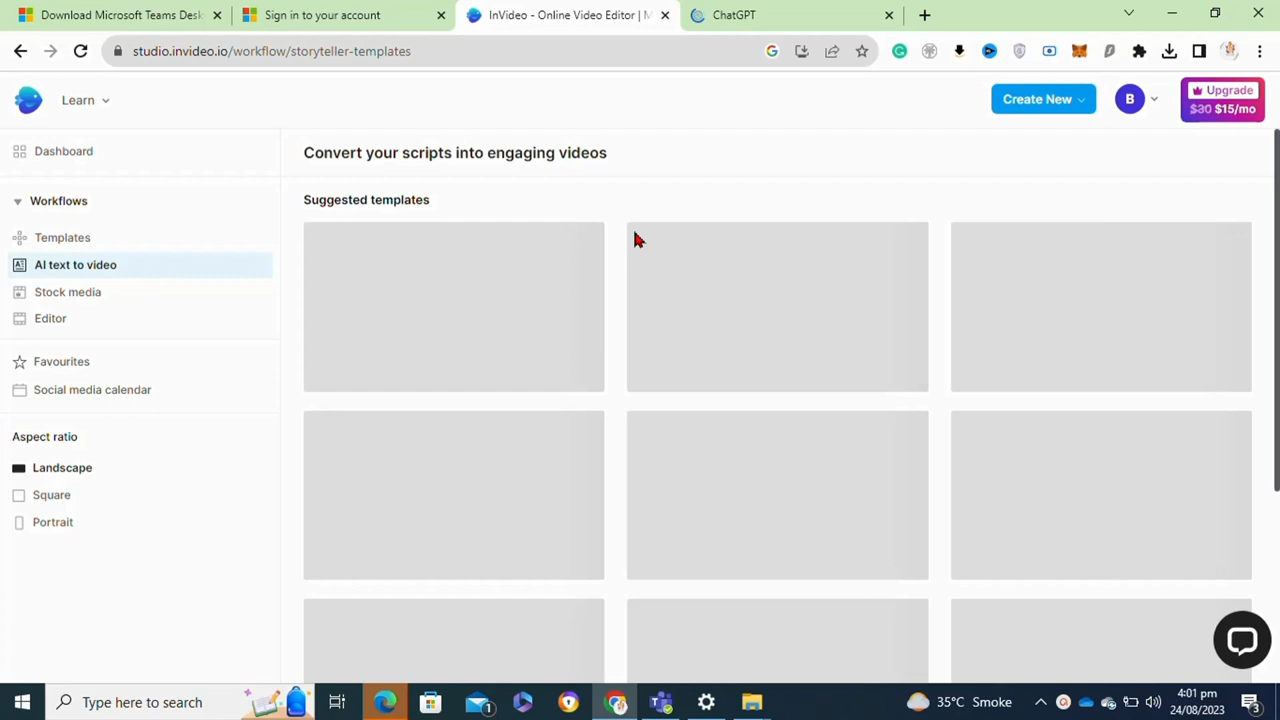 Download Microsoft Teams Desk
Sign in to your account
InVideo - Online Video Editor | M
ChatGPT
studio.invideo.io/workflow/storyteller-templates
Learn
Create New
B
Upgrade
$30 $15/mo
Dashboard
Convert your scripts into engaging videos
Workflows
Suggested templates
Templates
AI text to video
Stock media
Editor
Favourites
Social media calendar
Aspect ratio
Landscape
Square
Portrait
Type here to search
1
35°C Smoke
4:01 pm
24/08/2023
3